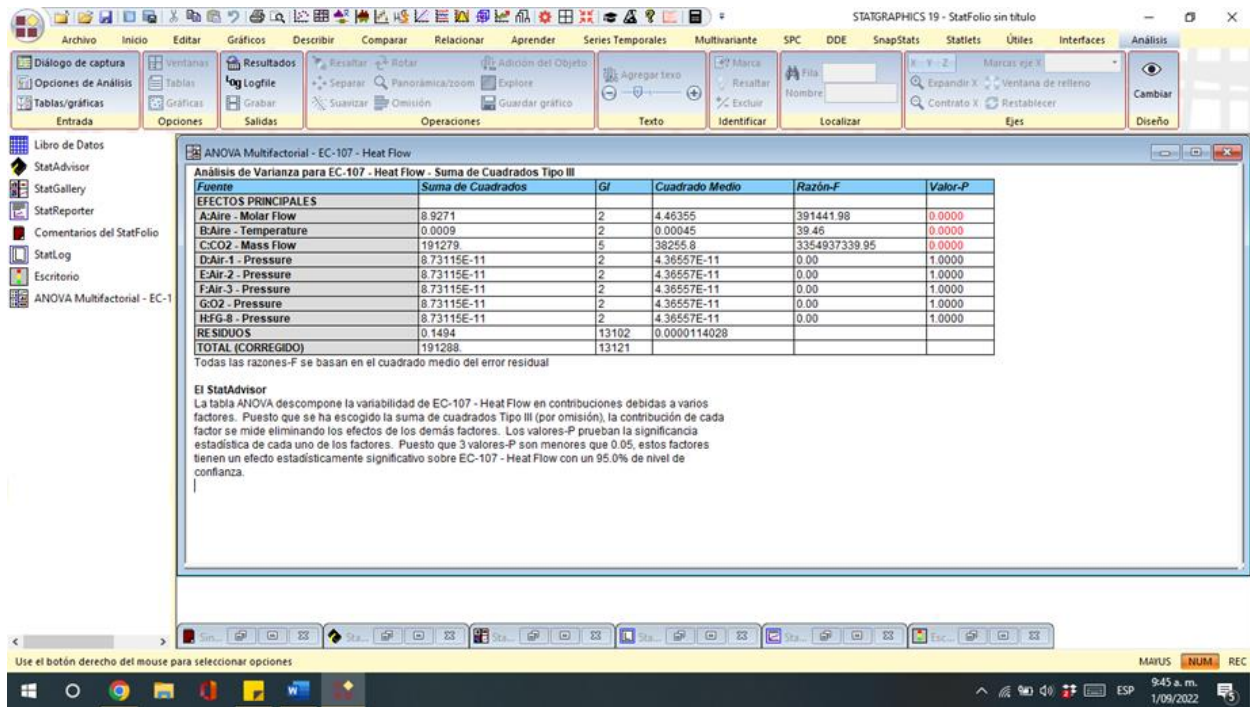 STATGRAPHICS 19 - StatFolio sin título
Archivo Inicio Editar Gráficos Describir Comparar Relacionar Aprender Series Temporales Multivariante SPC DDE SnapStats Statlets Útiles Interfaces Análisis
Diálogo de captura
Opciones de Análisis
Tablas/gráficas
Entrada
Ventanas
Tablas
Gráficas
Opciones
Resultados
Logfile
Grabar
Salidas
Resaltar Rotar Adición del Objeto
Separar Panorámica/zoom Explore
Suavizar Omisión Guardar gráfico
Operaciones
Agregar texo
Texto
Marca
Resaltar
Excluir
Identificar
Fila
Nombre
Localizar
X Y Z Marcas eje X
Expandir X Ventana de relleno
Contrato X Restablecer
Ejes
Cambiar
Diseño
Libro de Datos
StatAdvisor
StatGallery
StatReporter
Comentarios del StatFolio
StatLog
Escritorio
ANOVA Multifactorial - EC-1
ANOVA Multifactorial - EC-107 - Heat Flow
Análisis de Varianza para EC-107 - Heat Flow - Suma de Cuadrados Tipo III
Fuente Suma de Cuadrados Gl Cuadrado Medio Razón-F Valor-P
EFECTOS PRINCIPALES
A:Aire - Molar Flow 8.9271 2 4.46355 391441.98 0.0000
B:Aire - Temperature 0.0009 2 0.00045 39.46 0.0000
C:CO2 - Mass Flow 191279. 5 38255.8 3354937339.95 0.0000
D:Air-1 - Pressure 8.73115E-11 2 4.36557E-11 0.00 1.0000
E:Air-2 - Pressure 8.73115E-11 2 4.36557E-11 0.00 1.0000
F:Air-3 - Pressure 8.73115E-11 2 4.36557E-11 0.00 1.0000
G:O2 - Pressure 8.73115E-11 2 4.36557E-11 0.00 1.0000
H:FG-8 - Pressure 8.73115E-11 2 4.36557E-11 0.00 1.0000
RESIDUOS 0.1494 13102 0.0000114028
TOTAL (CORREGIDO) 191288. 13121
Todas las razones-F se basan en el cuadrado medio del error residual
El StatAdvisor
La tabla ANOVA descompone la variabilidad de EC-107 - Heat Flow en contribuciones debidas a varios
factores. Puesto que se ha escogido la suma de cuadrados Tipo III (por omisión), la contribución de cada
factor se mide eliminando los efectos de los demás factores. Los valores-P prueban la significancia
estadística de cada uno de los factores. Puesto que 3 valores-P son menores que 0.05, estos factores
tienen un efecto estadísticamente significativo sobre EC-107 - Heat Flow con un 95.0% de nivel de
confianza.
Sin... Sta... Sta... Sta... Sta... Esc...
Use el botón derecho del mouse para seleccionar opciones
MAYUS NUM REC
ESP
9:45 a. m.
1/09/2022